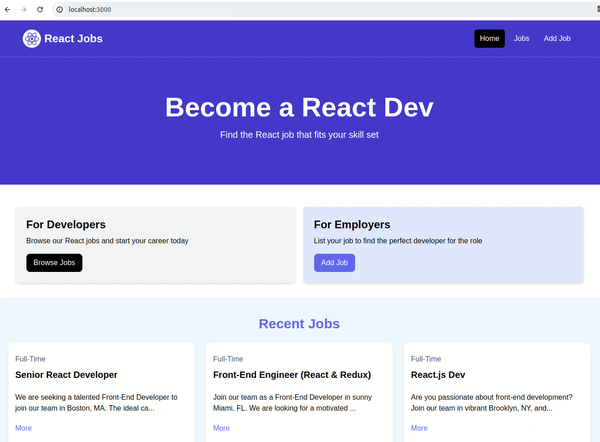 localhost:3000
React Jobs
Home Jobs Add Job
Become a React Dev
Find the React job that fits your skill set
For Developers
Browse our React jobs and start your career today
Browse Jobs
For Employers
List your job to find the perfect developer for the role
Add Job
Recent Jobs
Full-Time
Senior React Developer
We are seeking a talented Front-End Developer to
join our team in Boston, MA. The ideal ca...
More
Full-Time
Front-End Engineer (React & Redux)
Join our team as a Front-End Developer in sunny
Miami, FL. We are looking for a motivated ...
More
Full-Time
React.js Dev
Are you passionate about front-end development?
Join our team in vibrant Brooklyn, NY, and...
More